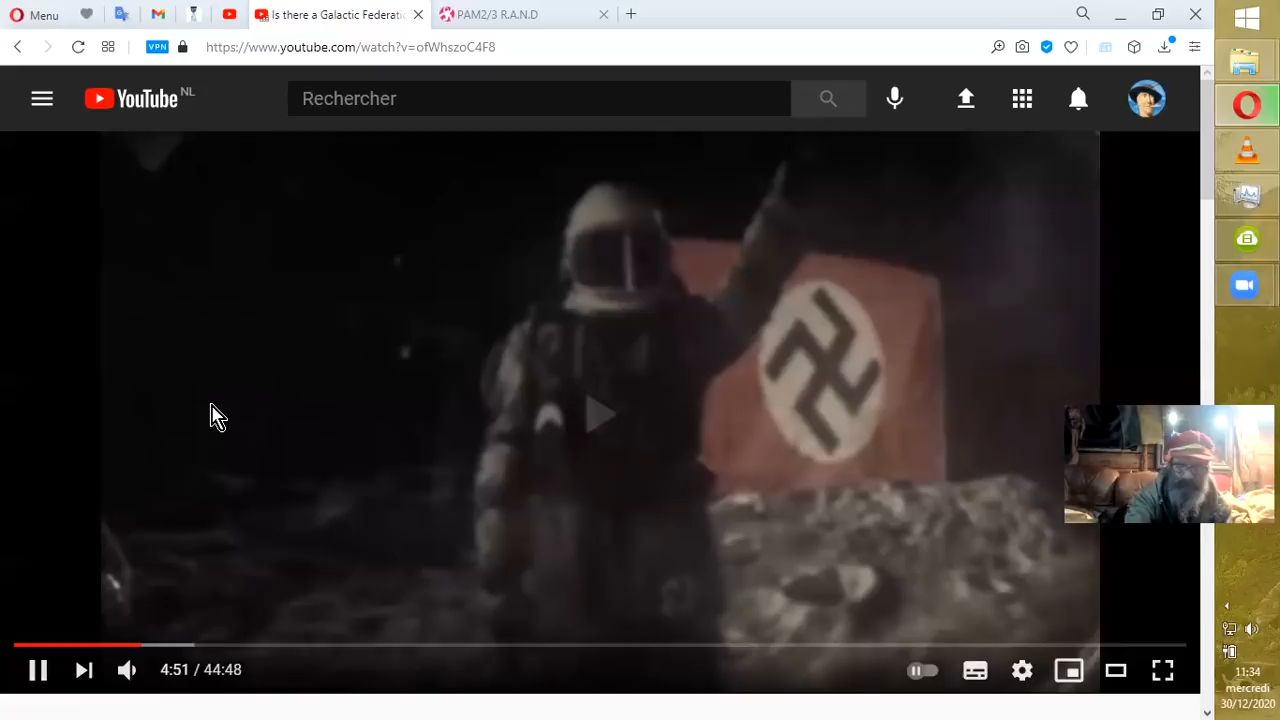 Menu
Is there a Galactic Federati
PAM2/3 R.A.N.D
VPN
https://www.youtube.com/watch?v=ofWhszoC4F8
YouTube NL
Rechercher
4:51 / 44:48
11:34
mercredi
30/12/2020